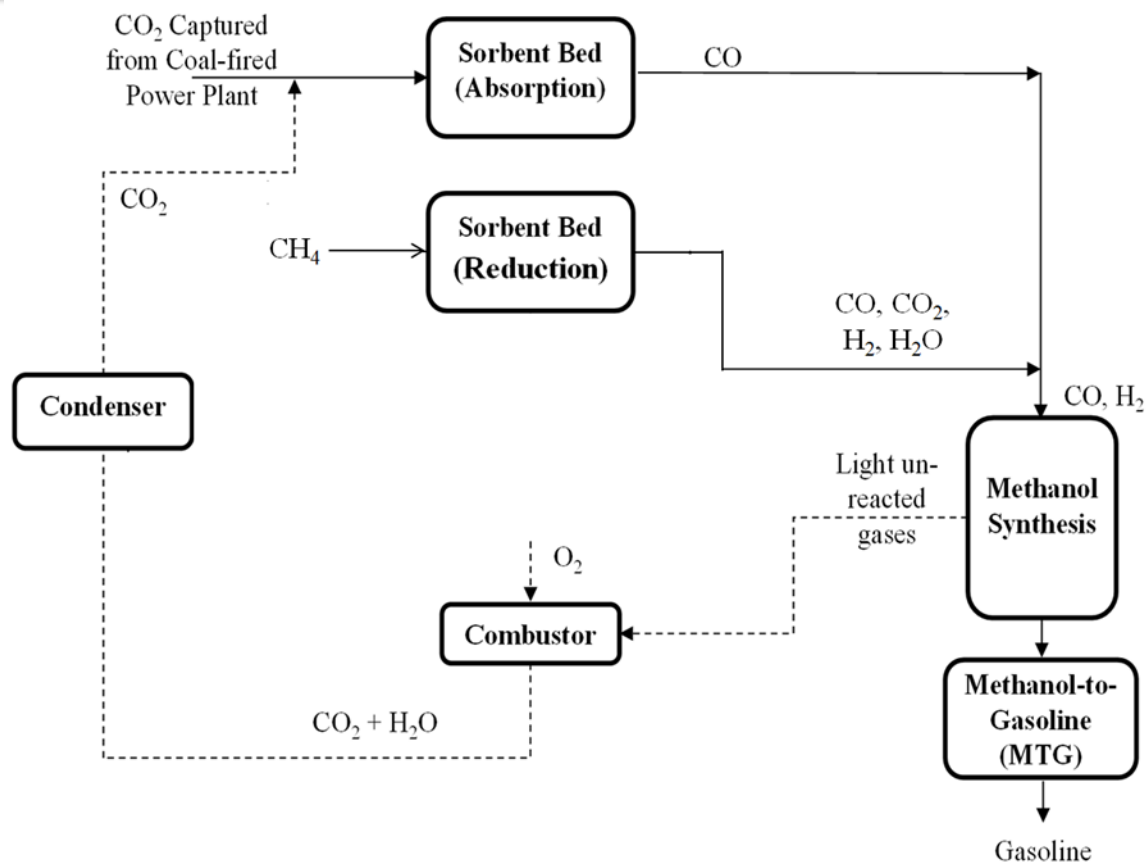 CO₂ Captured
from Coal-fired
Power Plant
Sorbent Bed
(Absorption)
CO
CO₂
CH₄
Sorbent Bed
(Reduction)
CO, CO₂,
H₂, H₂O
Condenser
CO, H₂
Light un-
reacted
gases
Methanol
Synthesis
O₂
Combustor
CO₂ + H₂O
Methanol-to-
Gasoline
(MTG)
Gasoline